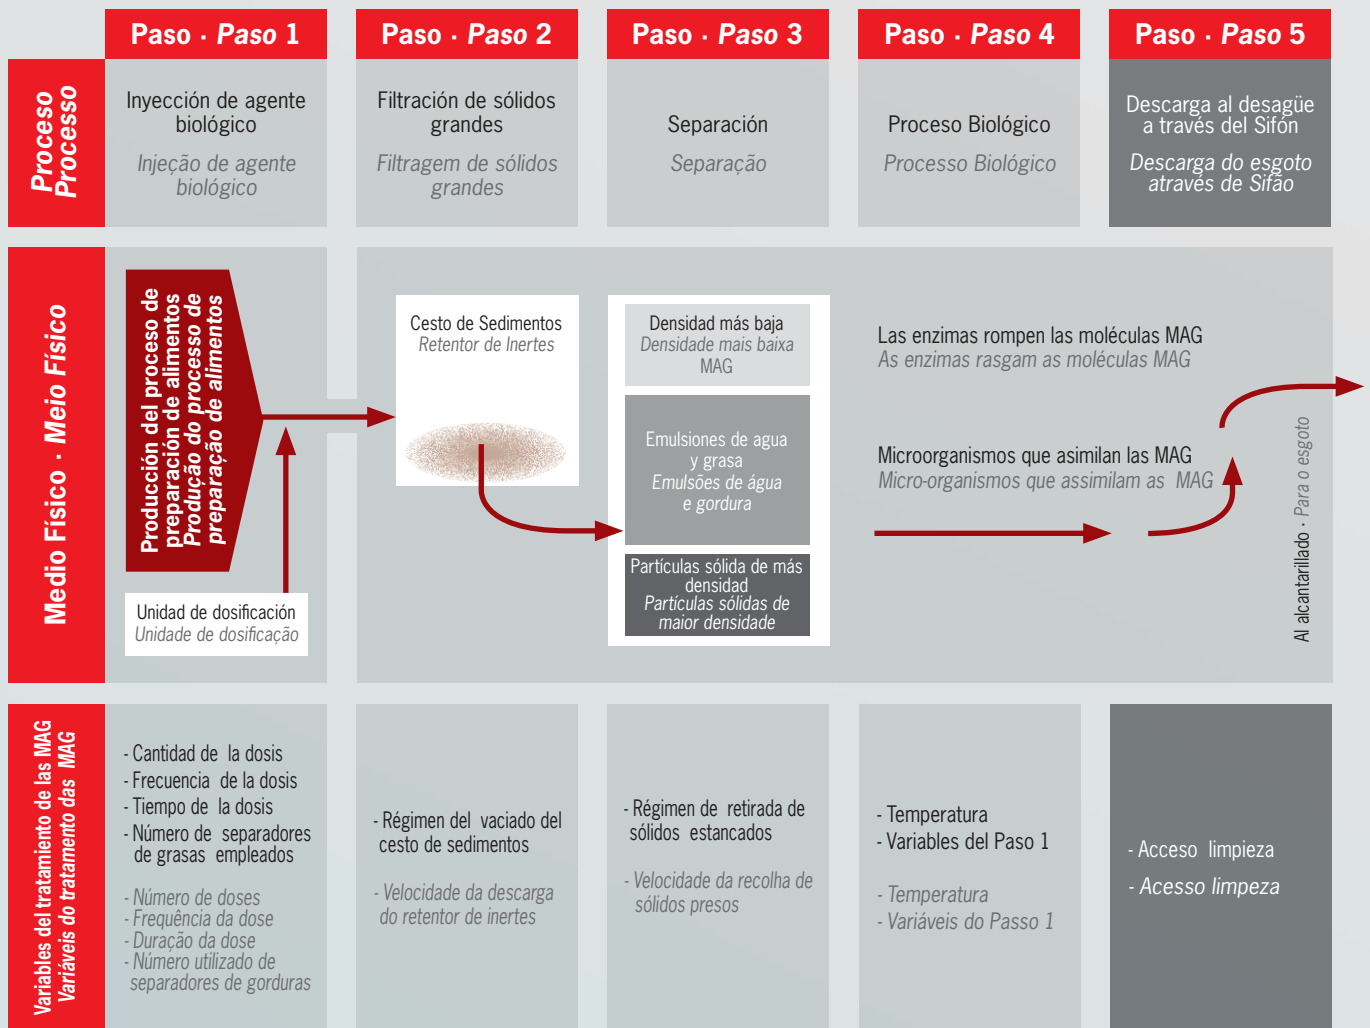 Paso · Paso 1
Paso · Paso 2
Paso · Paso 3
Paso · Paso 4
Paso · Paso 5
Proceso
Processo
Inyección de agente
biológico
Injeção de agente
biológico
Filtración de sólidos
grandes
Filtragem de sólidos
grandes
Separación
Separação
Proceso Biológico
Processo Biológico
Descarga al desagüe
a través del Sifón
Descarga do esgoto
através de Sifão
Medio Físico · Meio Físico
Producción del proceso de
preparación de alimentos
Produção do processo de
preparação de alimentos
Unidad de dosificación
Unidade de dosificação
Cesto de Sedimentos
Retentor de Inertes
Densidad más baja
Densidade mais baixa
MAG
Emulsiones de agua
y grasa
Emulsões de água
e gordura
Partículas sólida de más
densidad
Partículas sólidas de
maior densidade
Las enzimas rompen las moléculas MAG
As enzimas rasgam as moléculas MAG
Microorganismos que asimilan las MAG
Micro-organismos que assimilam as MAG
Al alcantarillado · Para o esgoto
Variables del tratamiento de las MAG
Variáveis do tratamento das MAG
- Cantidad de la dosis
- Frecuencia de la dosis
- Tiempo de la dosis
- Número de separadores
de grasas empleados
- Número de doses
- Frequência da dose
- Duração da dose
- Número utilizado de
separadores de gorduras
- Régimen del vaciado del
cesto de sedimentos
- Velocidade da descarga
do retentor de inertes
- Régimen de retirada de
sólidos estancados
- Velocidade da recolha de
sólidos presos
- Temperatura
- Variables del Paso 1
- Temperatura
- Variáveis do Passo 1
- Acceso limpieza
- Acesso limpeza